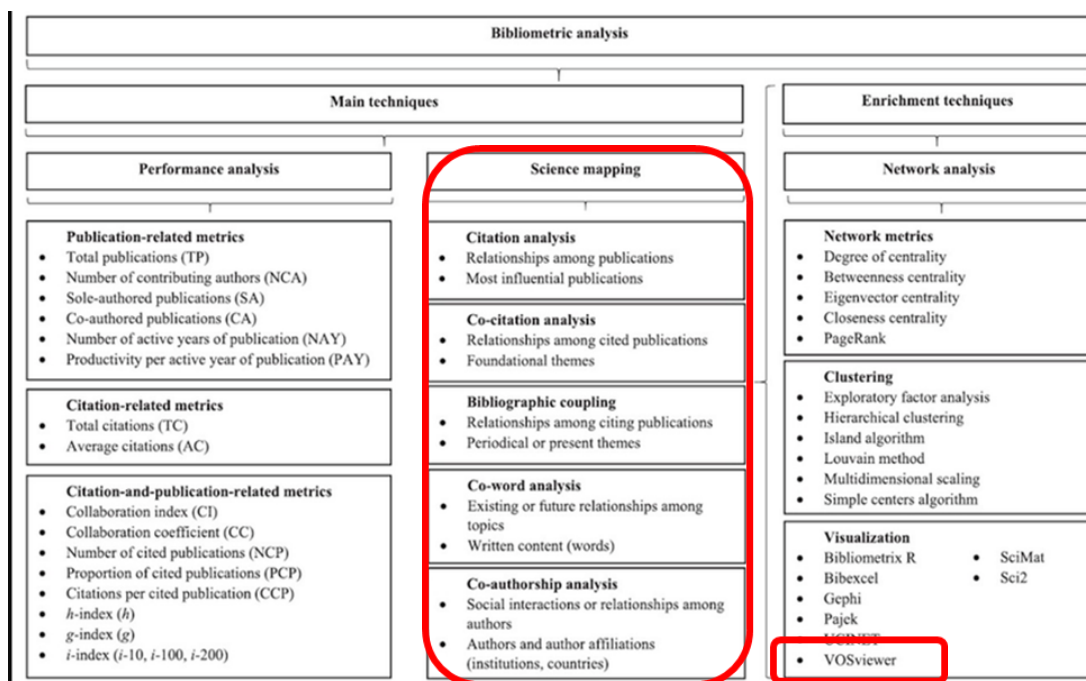 Bibliometric analysis
Main techniques
Enrichment techniques
Performance analysis
Science mapping
Network analysis
Publication-related metrics
• Total publications (TP)
• Number of contributing authors (NCA)
• Sole-authored publications (SA)
• Co-authored publications (CA)
• Number of active years of publication (NAY)
• Productivity per active year of publication (PAY)
Citation-related metrics
• Total citations (TC)
• Average citations (AC)
Citation-and-publication-related metrics
• Collaboration index (CI)
• Collaboration coefficient (CC)
• Number of cited publications (NCP)
• Proportion of cited publications (PCP)
• Citations per cited publication (CCP)
• h-index (h)
• g-index (g)
• i-index (i-10, i-100, i-200)
Citation analysis
• Relationships among publications
• Most influential publications
Co-citation analysis
• Relationships among cited publications
• Foundational themes
Bibliographic coupling
• Relationships among citing publications
• Periodical or present themes
Co-word analysis
• Existing or future relationships among
topics
• Written content (words)
Co-authorship analysis
• Social interactions or relationships among
authors
• Authors and author affiliations
(institutions, countries)
Network metrics
• Degree of centrality
• Betweenness centrality
• Eigenvector centrality
• Closeness centrality
• PageRank
Clustering
• Exploratory factor analysis
• Hierarchical clustering
• Island algorithm
• Louvain method
• Multidimensional scaling
• Simple centers algorithm
Visualization
• Bibliometrix R
• Bibexcel
• Gephi
• Pajek
• UCINET
• VOSviewer
• SciMat
• Sci2